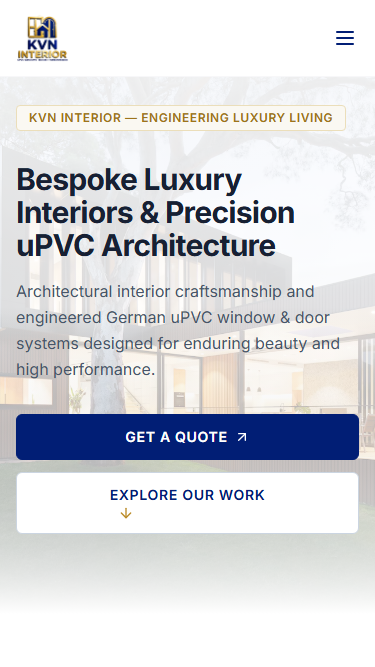 KVN
INTERIOR
KVN INTERIOR — ENGINEERING LUXURY LIVING
Bespoke Luxury
Interiors & Precision
uPVC Architecture
Architectural interior craftsmanship and
engineered German uPVC window & door
systems designed for enduring beauty and
high performance.
GET A QUOTE
EXPLORE OUR WORK